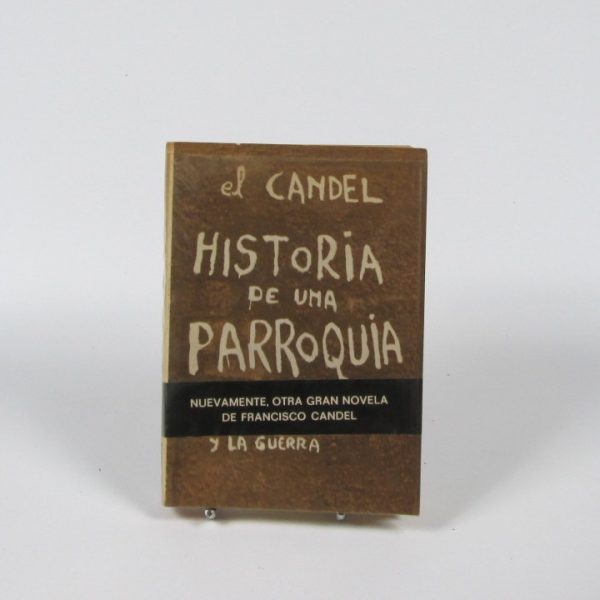 el CANDEL
HISTORIA
DE UNA
PARROQUIA
NUEVAMENTE, OTRA GRAN NOVELA
DE FRANCISCO CANDEL
Y LA GUERRA